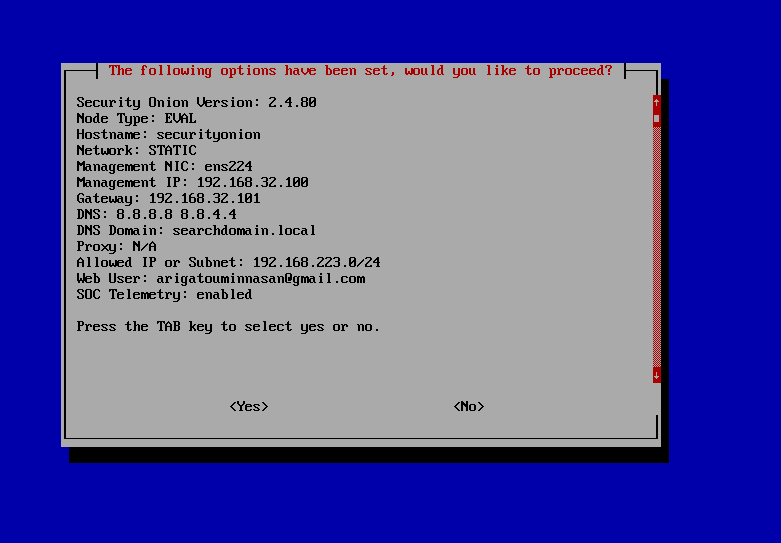 The following options have been set, would you like to proceed?
Security Onion Version: 2.4.80
Node Type: EVAL
Hostname: securityonion
Network: STATIC
Management NIC: ens224
Management IP: 192.168.32.100
Gateway: 192.168.32.101
DNS: 8.8.8.8 8.8.4.4
DNS Domain: searchdomain.local
Proxy: N/A
Allowed IP or Subnet: 192.168.223.0/24
Web User: arigatouminnasan@gmail.com
SOC Telemetry: enabled
Press the TAB key to select yes or no.
<Yes> <No>